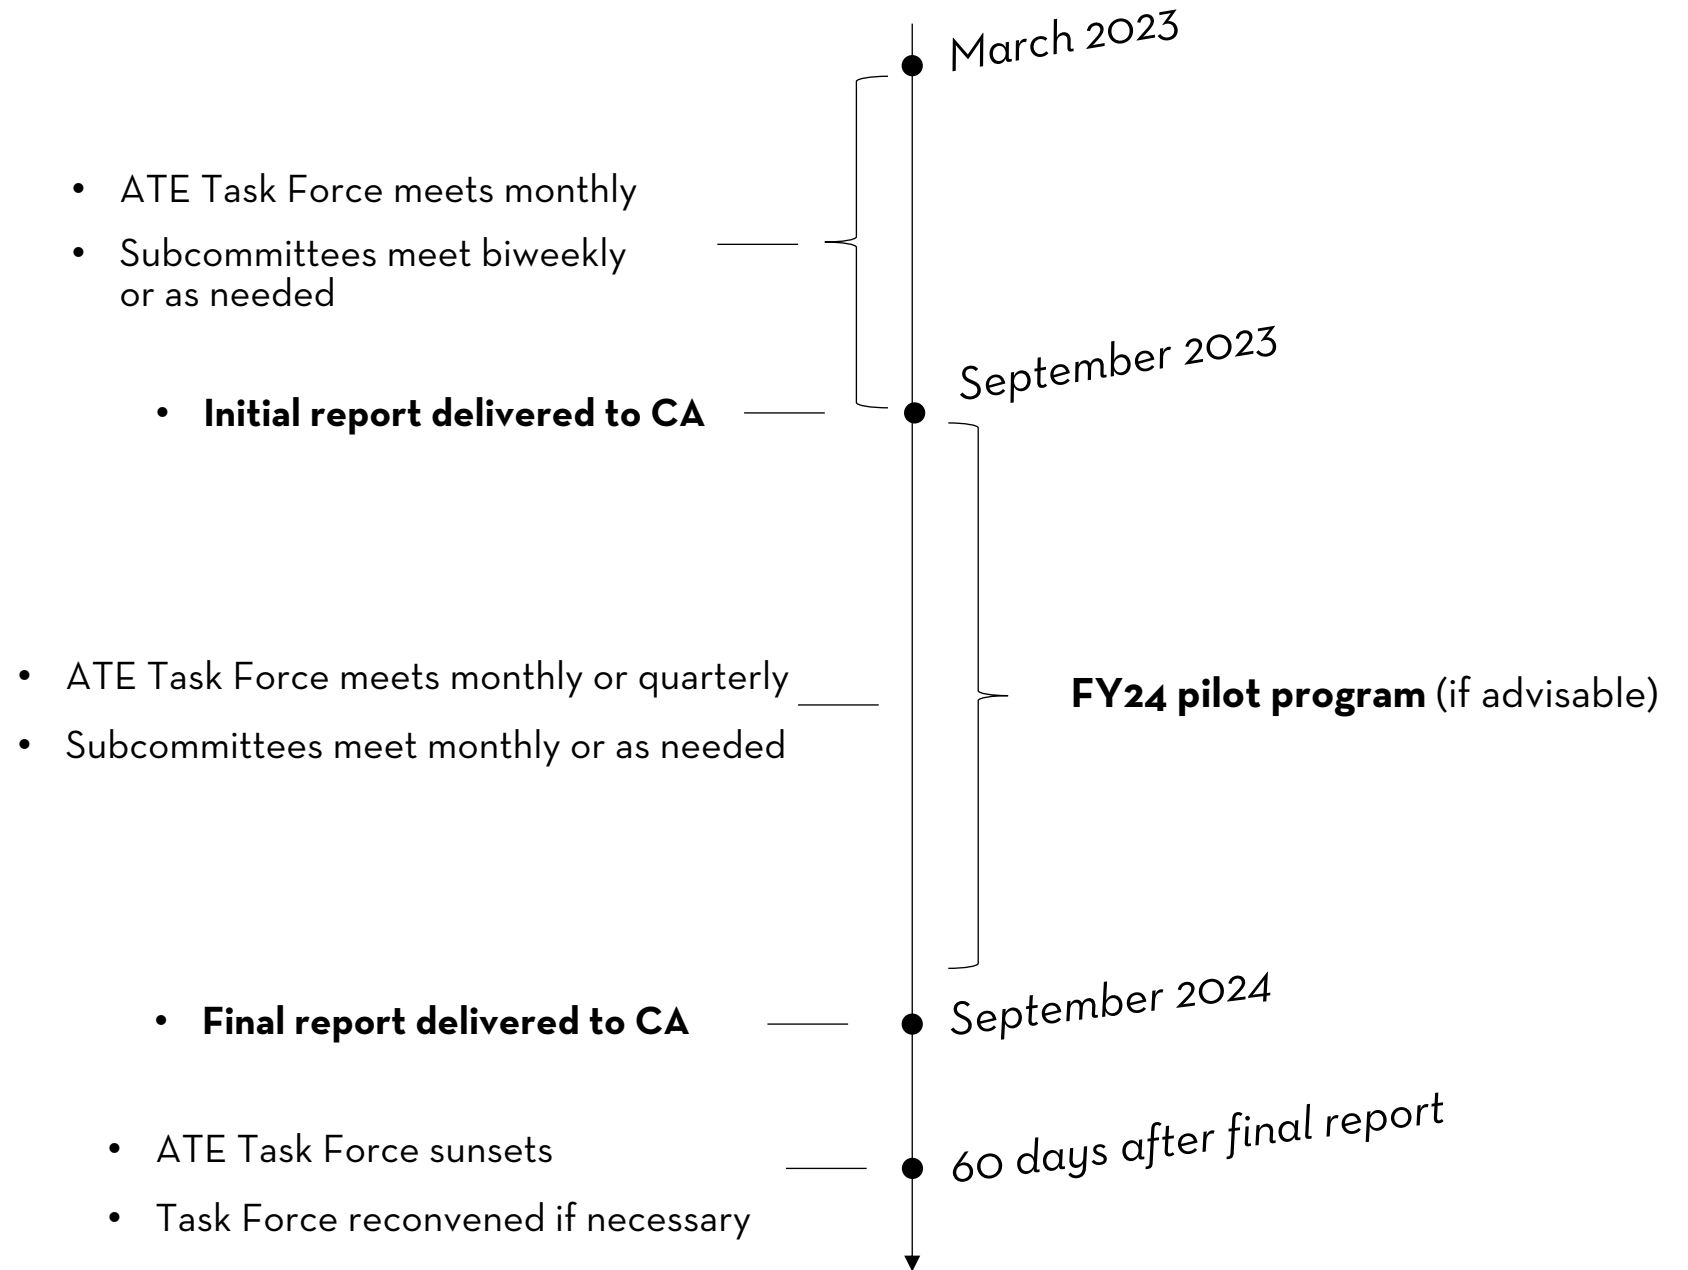 March 2023
• ATE Task Force meets monthly
• Subcommittees meet biweekly
or as needed
September 2023
• Initial report delivered to CA
• ATE Task Force meets monthly or quarterly
• Subcommittees meet monthly or as needed
FY24 pilot program (if advisable)
September 2024
• Final report delivered to CA
60 days after final report
• ATE Task Force sunsets
• Task Force reconvened if necessary